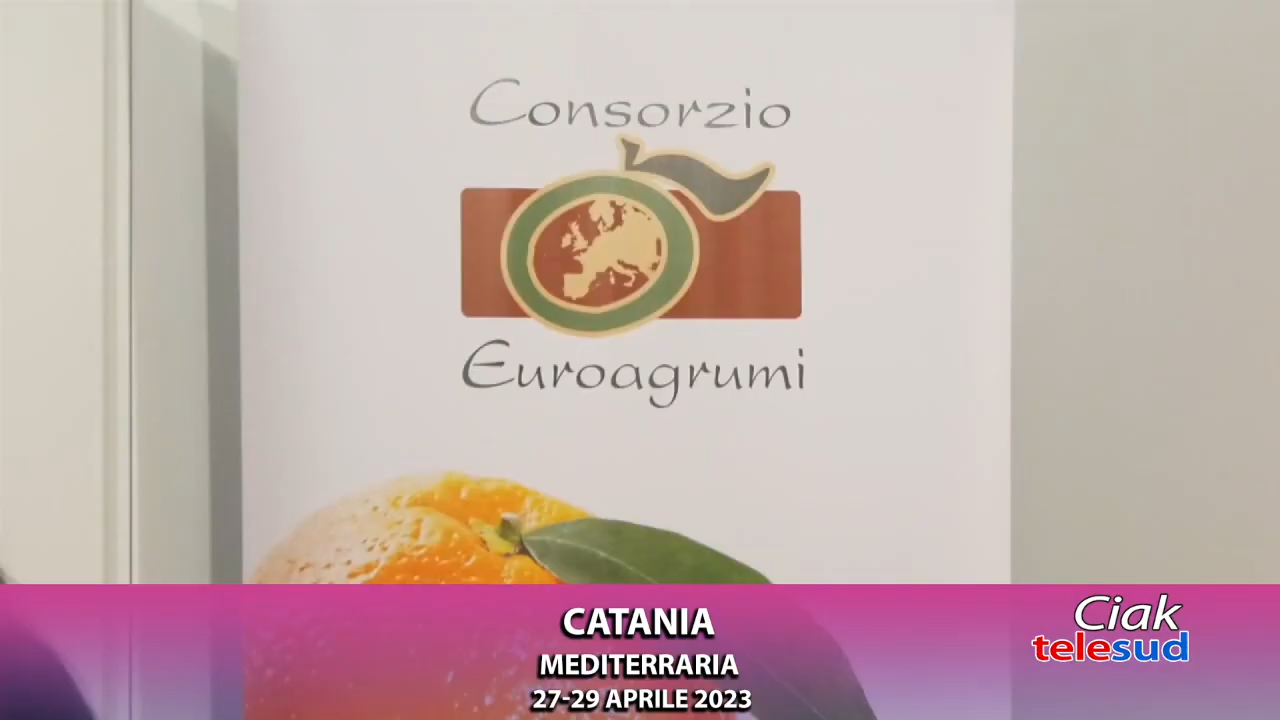 Consorzio
Euroagrumi
CATANIA
MEDITERRARIA
27-29 APRILE 2023
Ciak
telesud